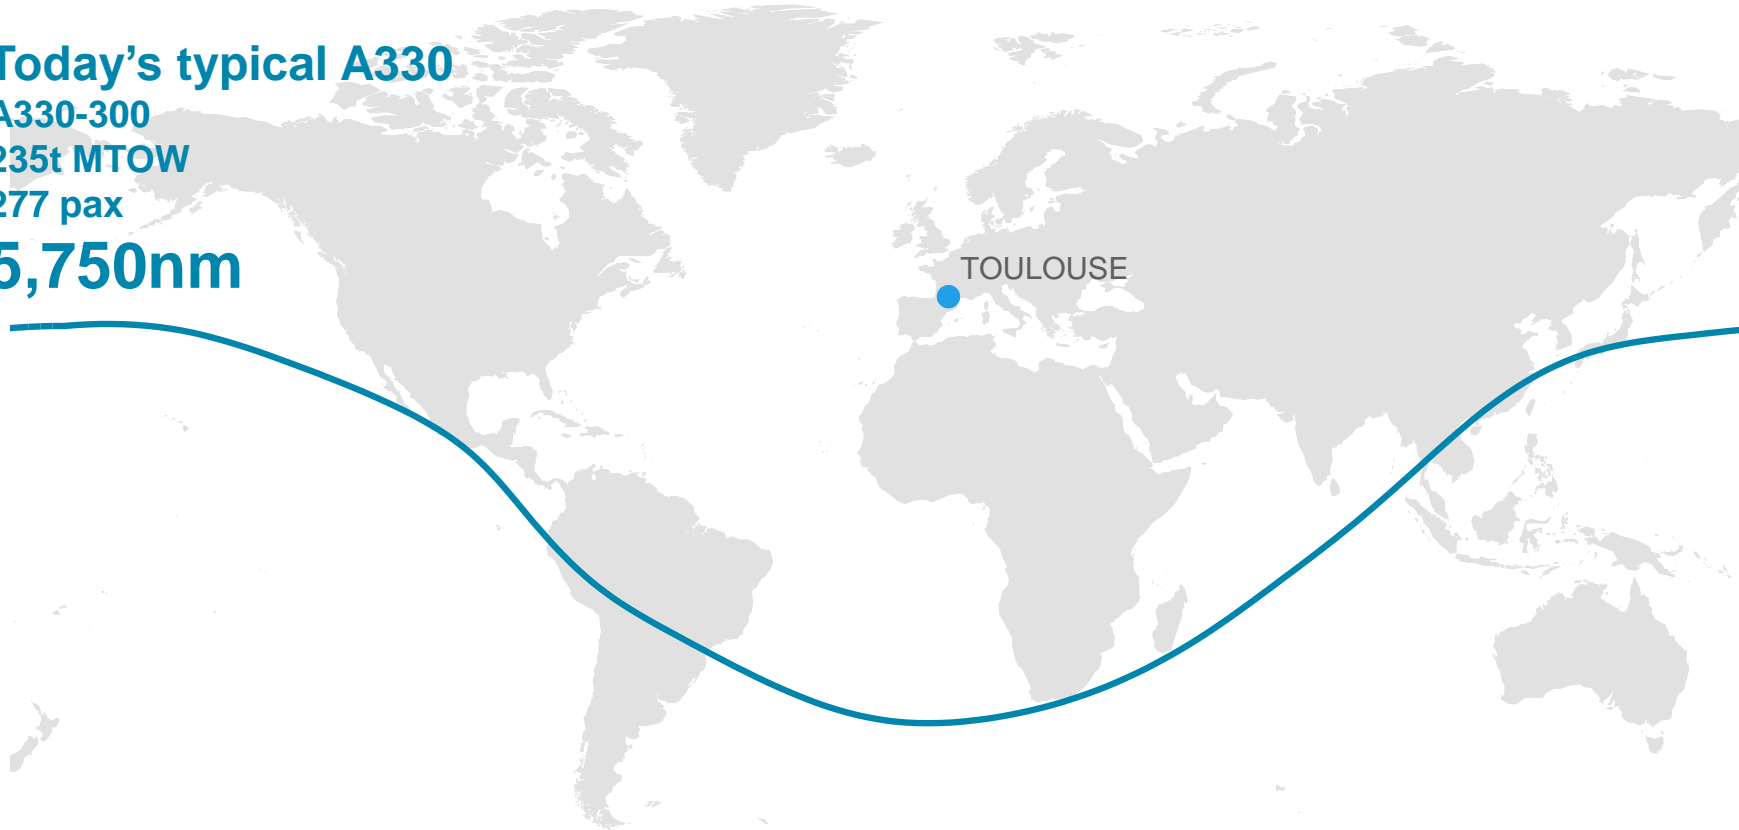 Today’s typical A330
A330-300
235t MTOW
277 pax
5,750nm
TOULOUSE